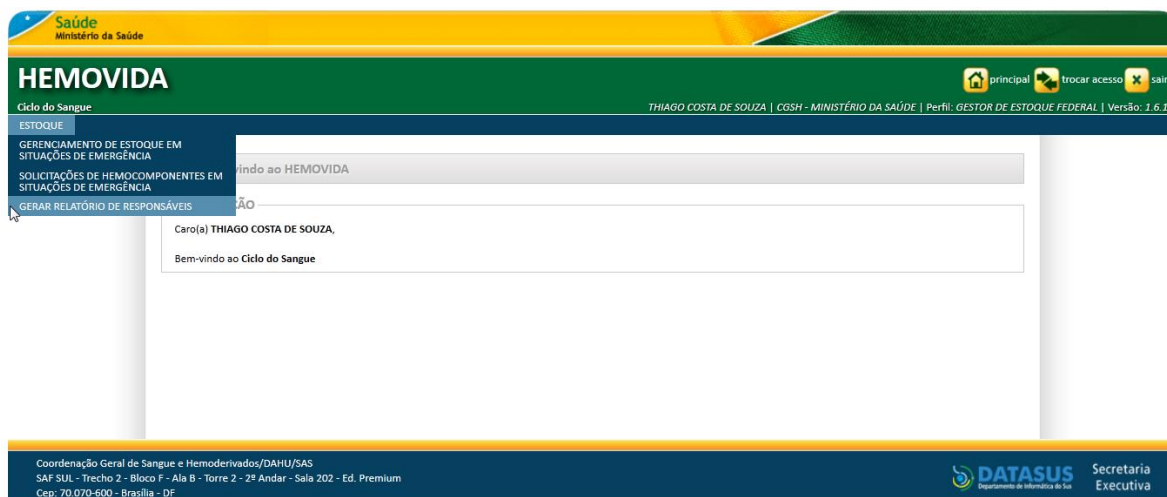 Saúde
Ministério da Saúde
HEMOVIDA
principal trocar acesso sair
Ciclo do Sangue
THIAGO COSTA DE SOUZA | CGSH - MINISTÉRIO DA SAÚDE | Perfil: GESTOR DE ESTOQUE FEDERAL | Versão: 1.6.1
ESTOQUE
GERENCIAMENTO DE ESTOQUE EM
SITUAÇÕES DE EMERGÊNCIA
SOLICITAÇÕES DE HEMOCOMPONENTES EM
SITUAÇÕES DE EMERGÊNCIA
GERAR RELATÓRIO DE RESPONSÁVEIS
vindo ao HEMOVIDA
ÇÃO
Caro(a) THIAGO COSTA DE SOUZA,
Bem-vindo ao Ciclo do Sangue
Coordenação Geral de Sangue e Hemoderivados/DAHU/SAS
SAF SUL - Trecho 2 - Bloco F - Ala B - Torre 2 - 2º Andar - Sala 202 - Ed. Premium
Cep: 70.070-600 - Brasília - DF
DATASUS
Departamento de Informática do Sus
Secretaria
Executiva